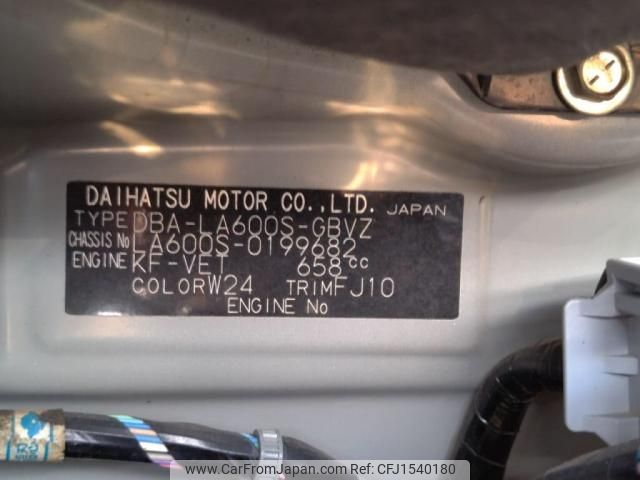 DAIHATSU MOTOR CO.,LTD. JAPAN
TYPE DBA-LA600S-GBVZ
CHASSIS No LA600S-0199682
ENGINE KF-VET 658cc
COLOR W24 TRIM FJ10
ENGINE No
R2
www.CarFromJapan.com Ref:CFJ1540180